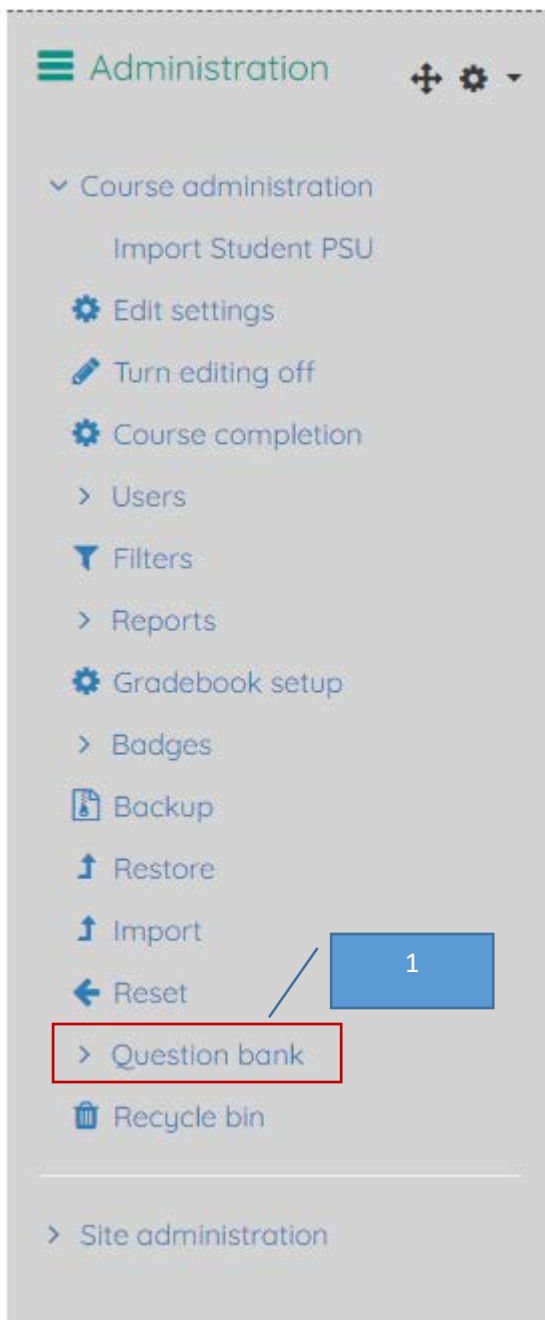 Administration
Course administration
Import Student PSU
Edit settings
Turn editing off
Course completion
Users
Filters
Reports
Gradebook setup
Badges
Backup
Restore
Import
1
Reset
Question bank
Recycle bin
Site administration